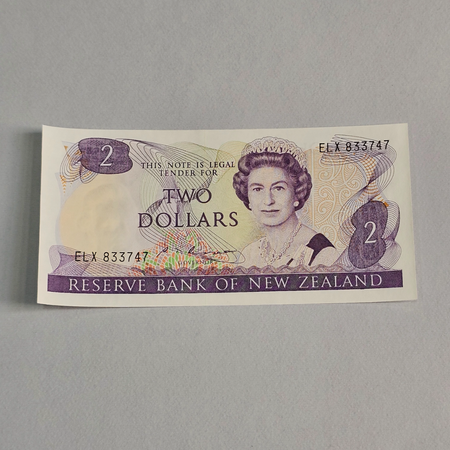 2
THIS NOTE IS LEGAL
TENDER FOR
TWO
DOLLARS
ELX 833747
ELX 833747
GOVERNOR
2
RESERVE BANK OF NEW ZEALAND